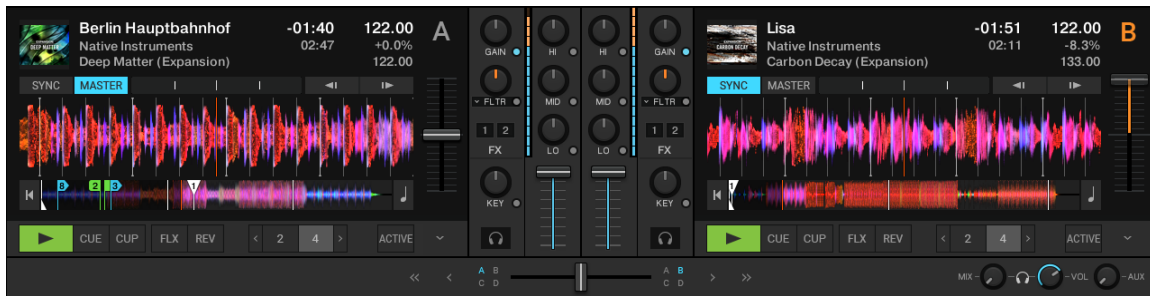 Berlin Hauptbahnhof -01:40 122.00 A
Native Instruments 02:47 +0.0%
Deep Matter (Expansion) 122.00
SYNC MASTER
8 2 3 1
CUE CUP FLX REV 2 4 ACTIVE
GAIN HI HI GAIN
FLTR MID MID FLTR
1 2 1 2
FX LO LO FX
KEY KEY
Lisa -01:51 122.00 B
Native Instruments 02:11 -8.3%
Carbon Decay (Expansion) 133.00
SYNC MASTER
1
CUE CUP FLX REV 2 4 ACTIVE
A B A B
C D C D
MIX VOL AUX
DEEP MATTER
CARBON DECAY